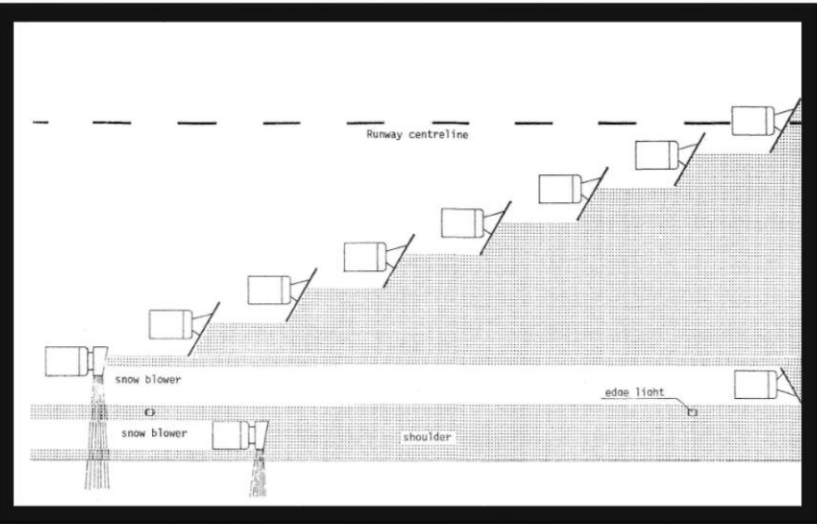 Runway centreline
snow blower
edge light
snow blower
shoulder